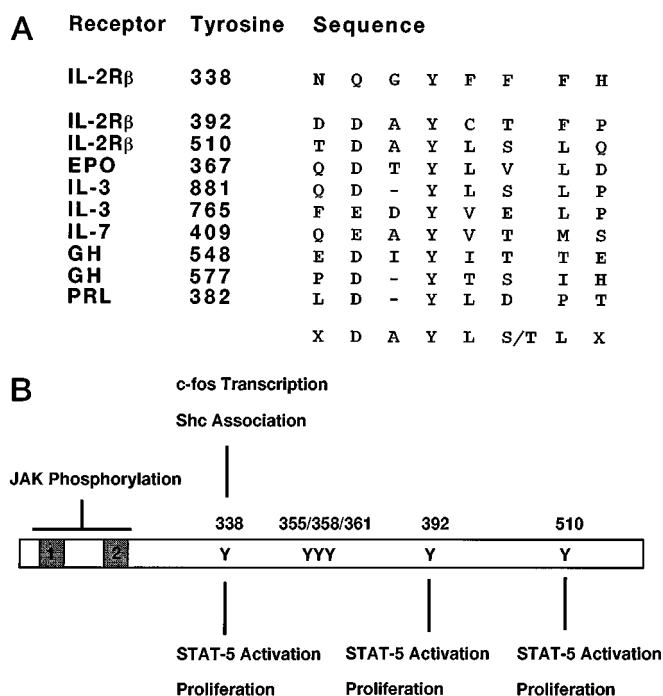 A
Receptor Tyrosine Sequence
IL-2Rβ 338 N Q G Y F F F H
IL-2Rβ 392 D D A Y C T F P
IL-2Rβ 510 T D A Y L S L Q
EPO 367 Q D T Y L V L D
IL-3 881 Q D - Y L S L P
IL-3 765 F E D Y V E L P
IL-7 409 Q E A Y V T M S
GH 548 E D I Y I T T E
GH 577 P D - Y T S I H
PRL 382 L D - Y L D P T
X D A Y L S/T L X
B
c-fos Transcription
Shc Association
JAK Phosphorylation
338 355/358/361 392 510
1 2 Y YYY Y Y
STAT-5 Activation STAT-5 Activation STAT-5 Activation
Proliferation Proliferation Proliferation